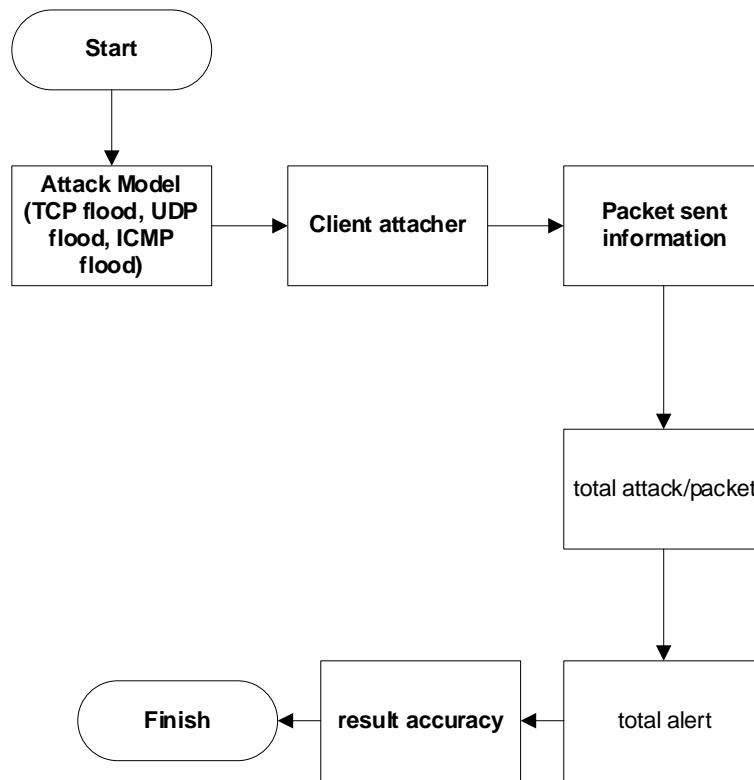 Start
Attack Model
(TCP flood, UDP
flood, ICMP
flood)
Client attacher
Packet sent
information
total attack/packet
total alert
result accuracy
Finish